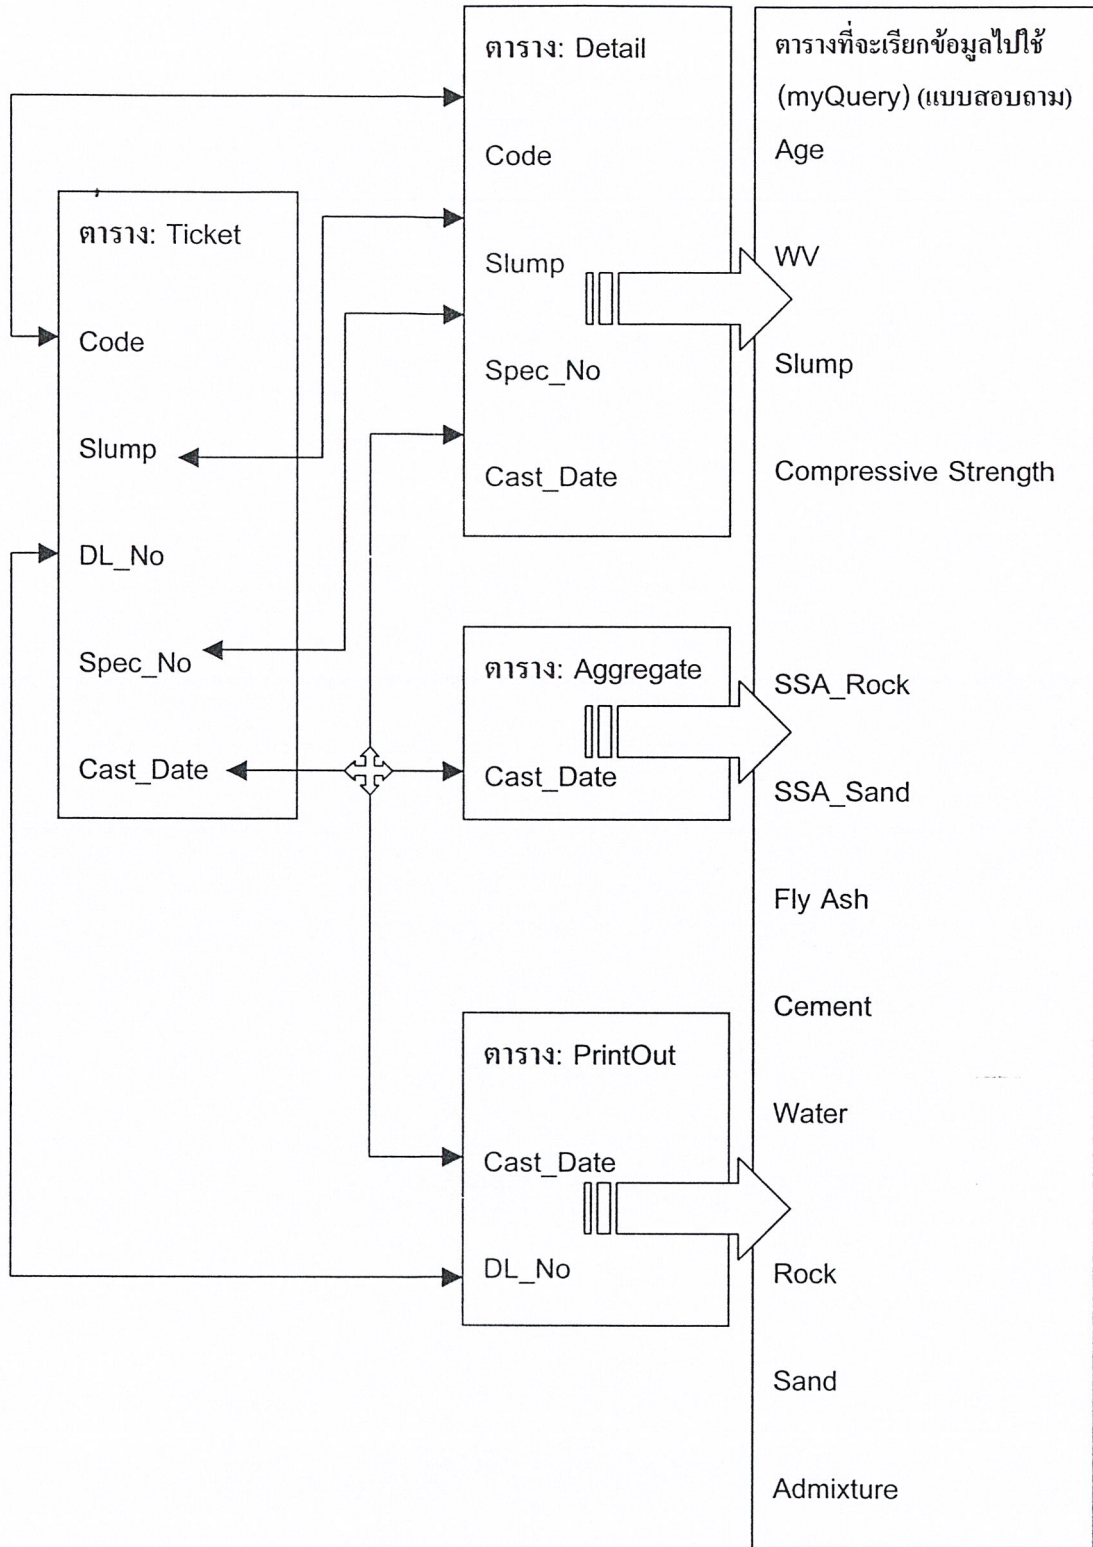 ตาราง: Detail
Code
Slump
Spec_No
Cast_Date
ตาราง: Ticket
Code
Slump
DL_No
Spec_No
Cast_Date
ตาราง: Aggregate
Cast_Date
ตาราง: PrintOut
Cast_Date
DL_No
ตารางที่จะเรียกข้อมูลไปใช้
(myQuery) (แบบสอบถาม)
Age
WV
Slump
Compressive Strength
SSA_Rock
SSA_Sand
Fly Ash
Cement
Water
Rock
Sand
Admixture